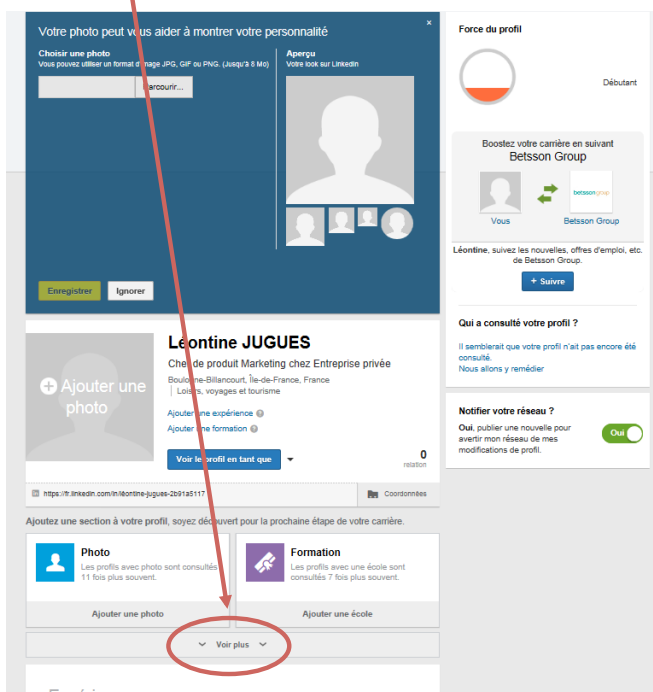 Votre photo peut vous aider à montrer votre personnalité
×
Choisir une photo
Vous pouvez utiliser un format d'image JPG, GIF ou PNG. (Jusqu'à 8 Mo)
Parcourir...
Aperçu
Votre look sur LinkedIn
Enregistrer
Ignorer
Ajouter une
photo
Léontine JUGUES
Chef de produit Marketing chez Entreprise privée
Boulogne-Billancourt, Île-de-France, France
Loisirs, voyages et tourisme
Ajouter une expérience
Ajouter une formation
Voir le profil en tant que
0
relation
https://fr.linkedin.com/in/léontine-jugues-2b91a5117
Coordonnées
Ajoutez une section à votre profil, soyez découvert pour la prochaine étape de votre carrière.
Photo
Les profils avec photo sont consultés
11 fois plus souvent.
Ajouter une photo
Formation
Les profils avec une école sont
consultés 7 fois plus souvent.
Ajouter une école
Voir plus
Force du profil
Débutant
Boostez votre carrière en suivant
Betsson Group
betsson group
Vous
Betsson Group
Léontine, suivez les nouvelles, offres d'emploi, etc.
de Betsson Group.
+ Suivre
Qui a consulté votre profil ?
Il semblerait que votre profil n'ait pas encore été
consulté.
Nous allons y remédier
Notifier votre réseau ?
Oui, publier une nouvelle pour
avertir mon réseau de mes
modifications de profil.
Oui